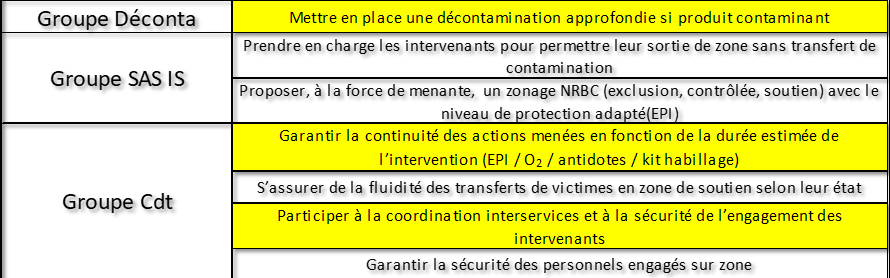 Groupe Déconta
Mettre en place une décontamination approfondie si produit contaminant
Groupe SAS IS
Prendre en charge les intervenants pour permettre leur sortie de zone sans transfert de
contamination
Proposer, à la force de menante, un zonage NRBC (exclusion, contrôlée, soutien) avec le
niveau de protection adapté(EPI)
Groupe Cdt
Garantir la continuité des actions menées en fonction de la durée estimée de
l'intervention (EPI / O₂ / antidotes / kit habillage)
S'assurer de la fluidité des transferts de victimes en zone de soutien selon leur état
Participer à la coordination interservices et à la sécurité de l'engagement des
intervenants
Garantir la sécurité des personnels engagés sur zone